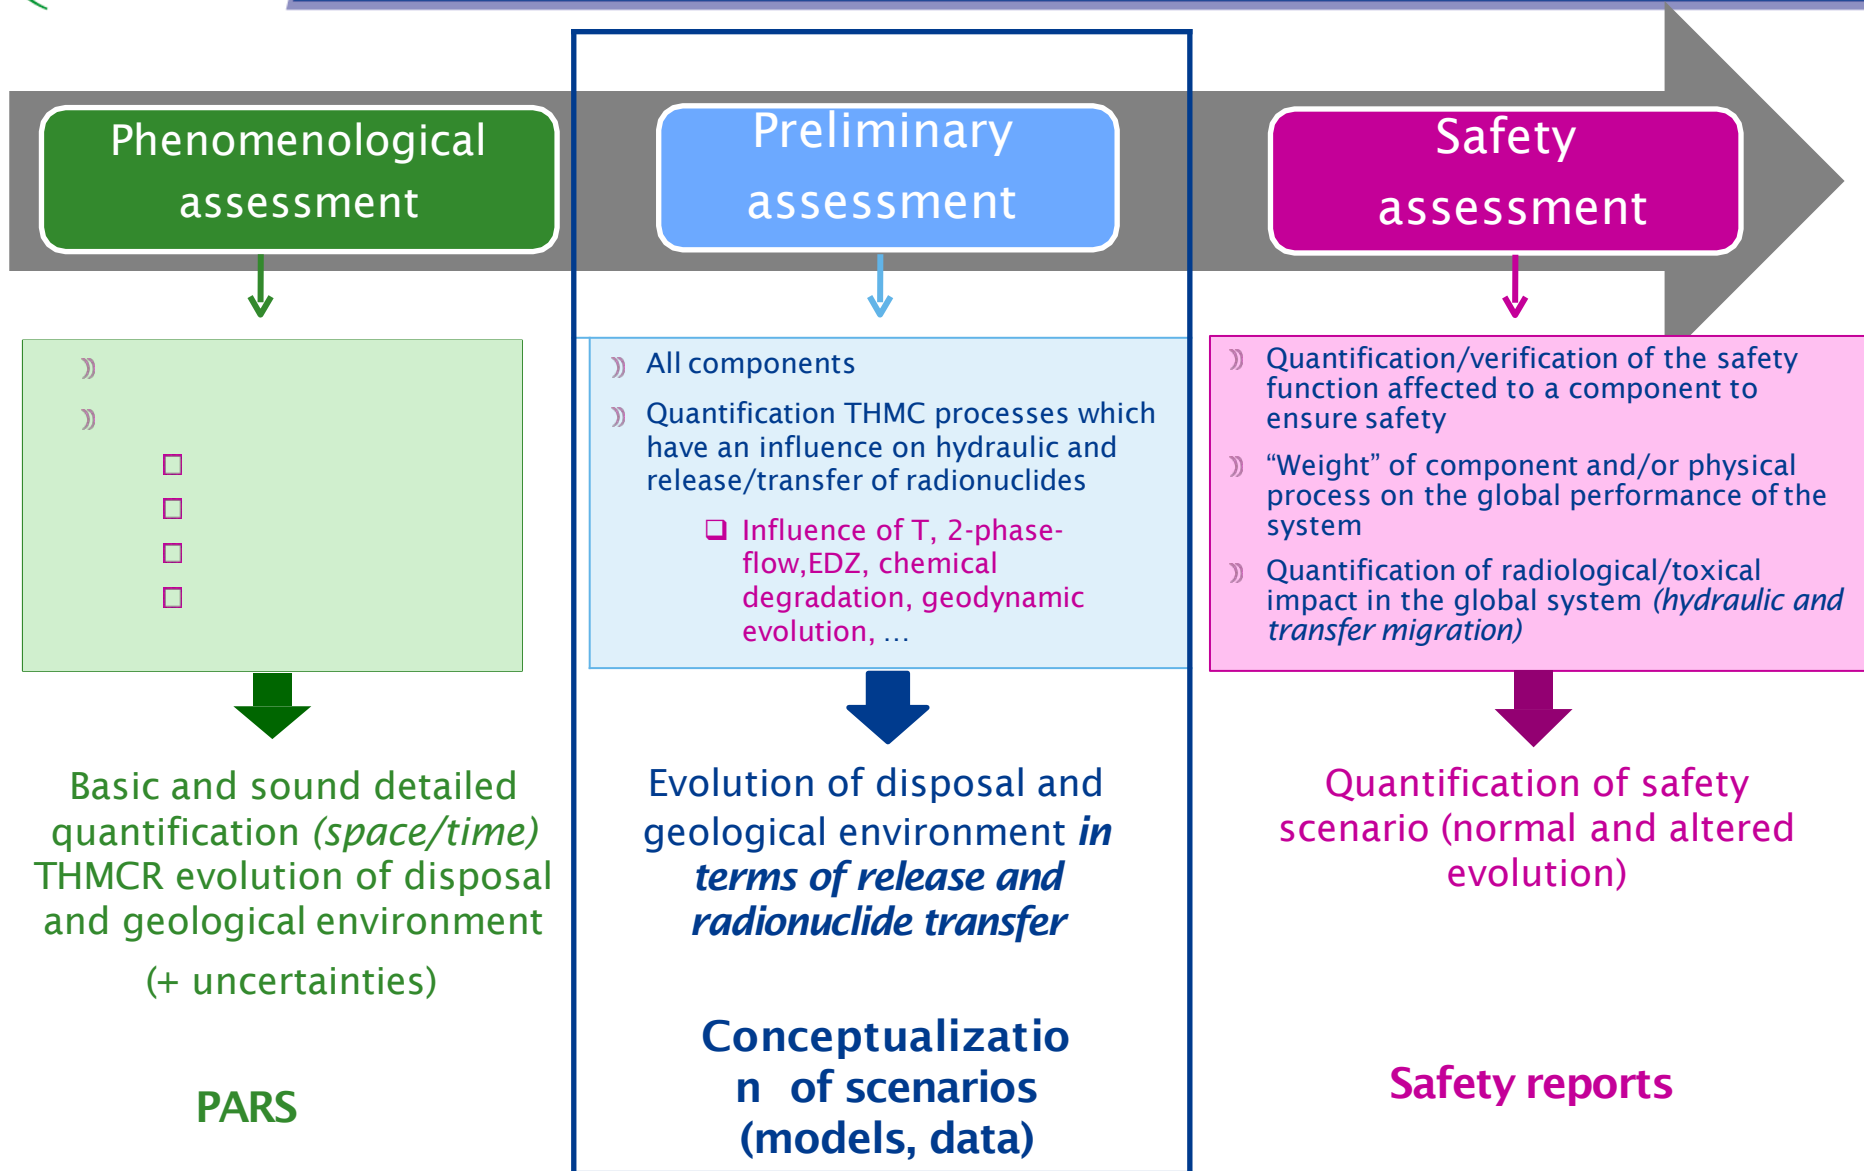 Phenomenological
assessment
Preliminary
assessment
Safety
assessment
All components
Quantification THMC processes which
have an influence on hydraulic and
release/transfer of radionuclides
Influence of T, 2-phase-
flow,EDZ, chemical
degradation, geodynamic
evolution, ...
Quantification/verification of the safety
function affected to a component to
ensure safety
“Weight” of component and/or physical
process on the global performance of the
system
Quantification of radiological/toxical
impact in the global system (hydraulic and
transfer migration)
Basic and sound detailed
quantification (space/time)
THMCR evolution of disposal
and geological environment
(+ uncertainties)
PARS
Evolution of disposal and
geological environment in
terms of release and
radionuclide transfer
Conceptualizatio
n of scenarios
(models, data)
Quantification of safety
scenario (normal and altered
evolution)
Safety reports